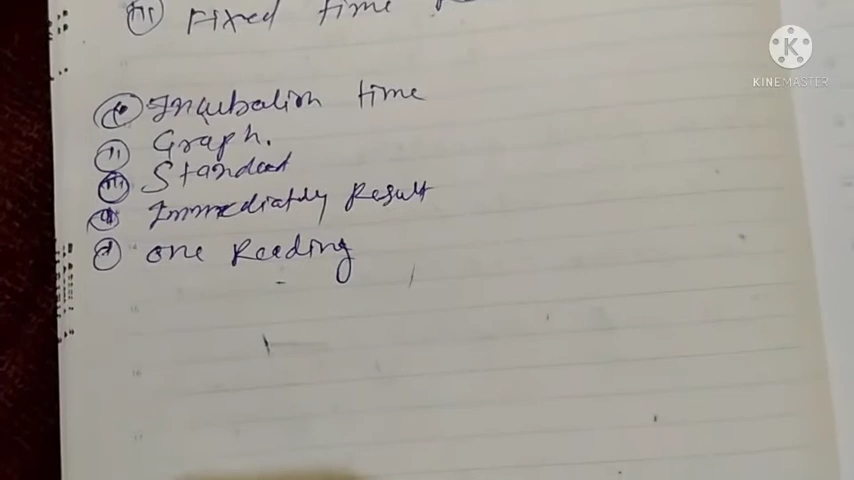 (iii) Fixed time
(i) Incubation time
(ii) Graph.
(iii) Standard
(iv) Immediately Result
(v) one Reading
KINEMASTER